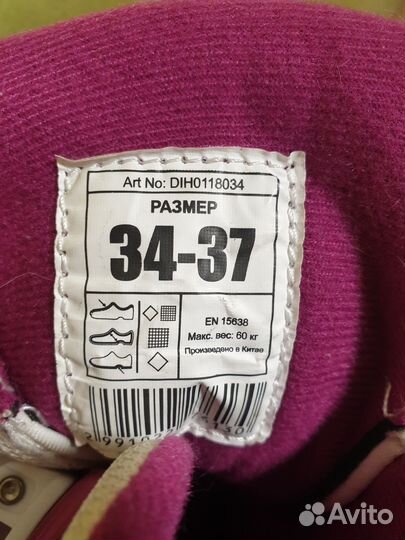 Art No: DIH0118034
РАЗМЕР
34-37
EN 15638
Макс. вес: 60 кг
Произведено в Китае
Avito